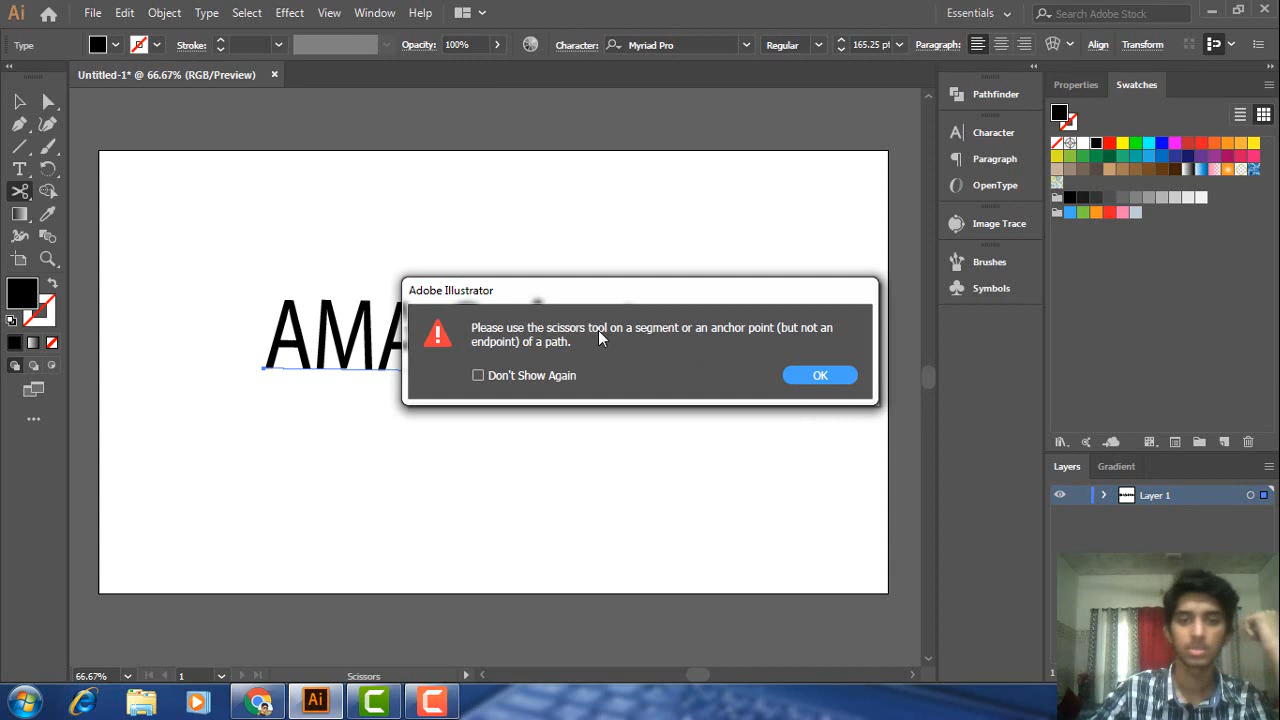 Ai File Edit Object Type Select Effect View Window Help Essentials Search Adobe Stock
Type Stroke: Opacity: 100% Character: Myriad Pro Regular 165.25 pt Paragraph: Align Transform
Untitled-1* @ 66.67% (RGB/Preview)
Properties Swatches
Pathfinder
Character
Paragraph
OpenType
Image Trace
Brushes
Symbols
AMA
Adobe Illustrator
Please use the scissors tool on a segment or an anchor point (but not an
endpoint) of a path.
Don't Show Again OK
Layers Gradient
Layer 1
66.67% 1 Scissors
Ai